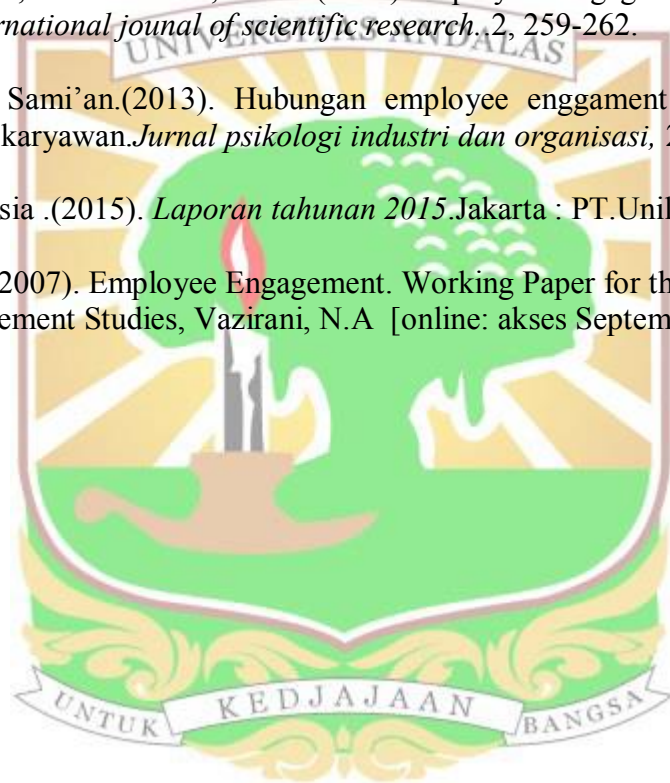 rnational jounal of scientific research. .2, 259-262.
UNIVERSITAS ANDALAS
Sami’an.(2013). Hubungan employee enggament
karyawan.Jurnal psikologi industri dan organisasi, 2
sia .(2015). Laporan tahunan 2015.Jakarta : PT.Unil
2007). Employee Engagement. Working Paper for th
ement Studies, Vazirani, N.A [online: akses Septem
UNTUK KEDJAJAAN BANGSA